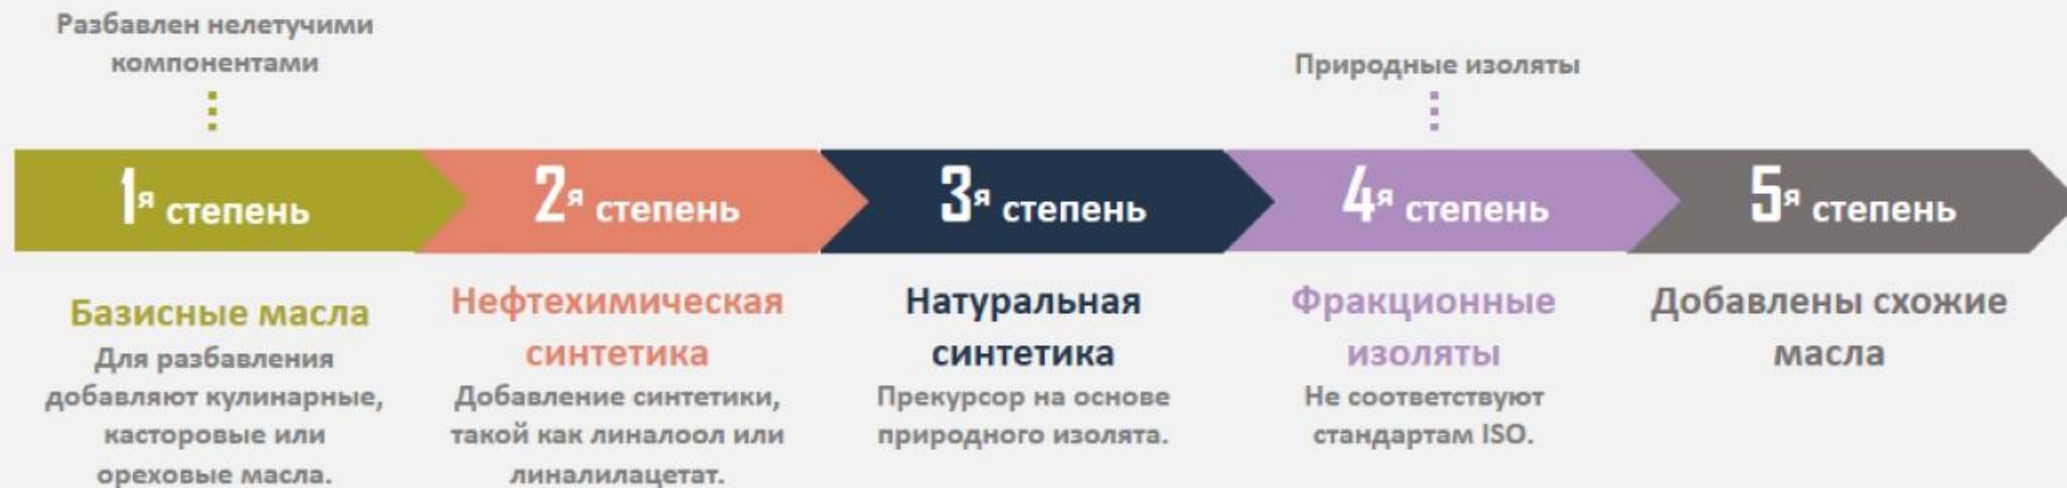 Разбавлен нелетучими
компонентами
Природные изоляты
1я степень
2я степень
3я степень
4я степень
5я степень
Базисные масла
Для разбавления
добавляют кулинарные,
касторовые или
ореховые масла.
Нефтехимическая
синтетика
Добавление синтетики,
такой как линалоол или
линалилацетат.
Натуральная
синтетика
Прекурсор на основе
природного изолята.
Фракционные
изоляты
Не соответствуют
стандартам ISO.
Добавлены схожие
масла